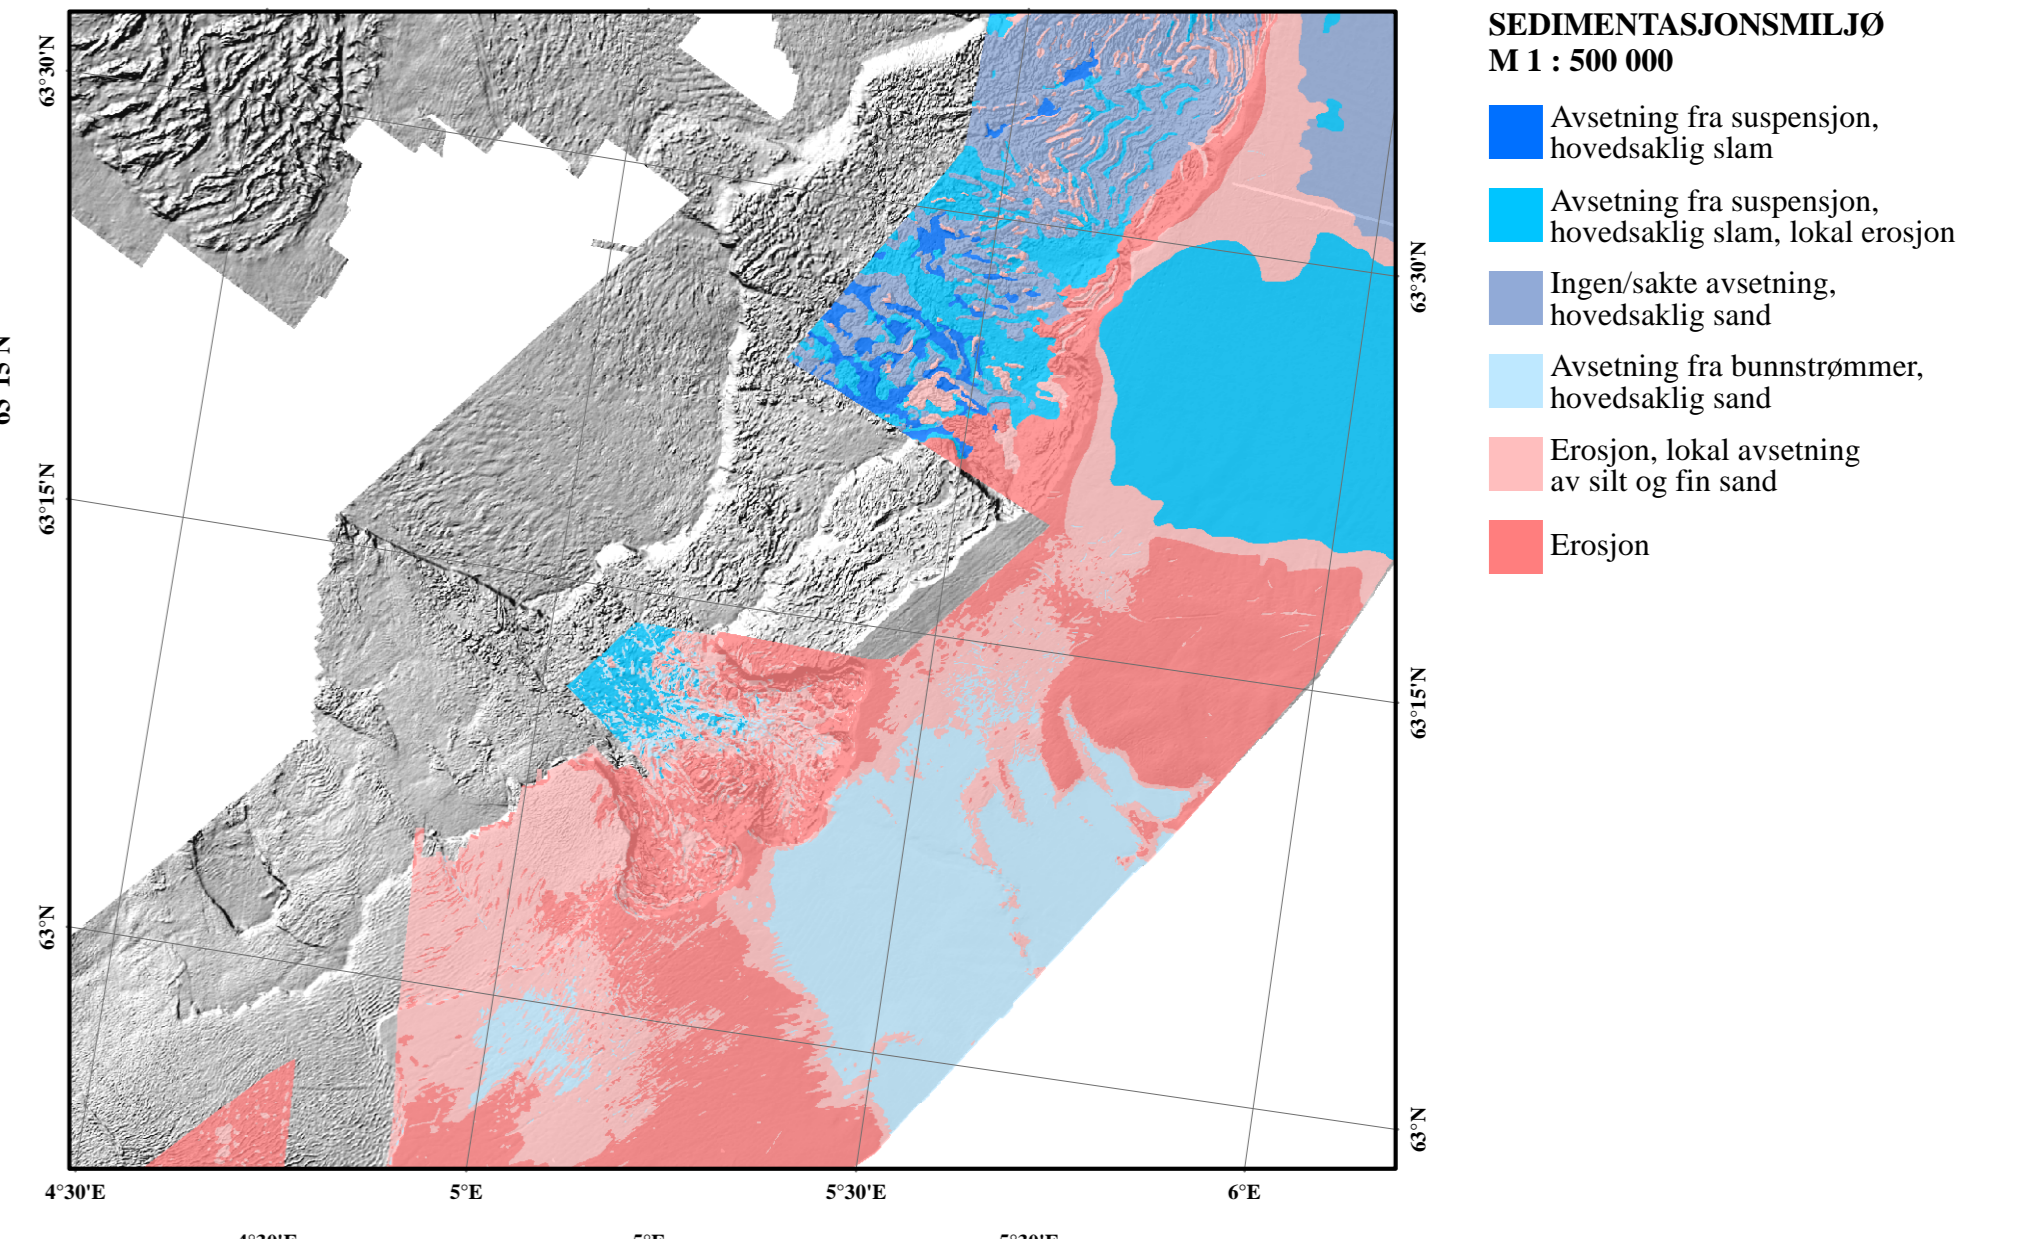 SEDIMENTASJONSMILJØ
M 1 : 500 000
Avsetning fra suspensjon,
hovedsaklig slam
Avsetning fra suspensjon,
hovedsaklig slam, lokal erosjon
Ingen/sakte avsetning,
hovedsaklig sand
Avsetning fra bunnstrømmer,
hovedsaklig sand
Erosjon, lokal avsetning
av silt og fin sand
Erosjon
63°30'N
63°15'N
63°N
63°30'N
63°15'N
63°N
4°30'E
5°E
5°30'E
6°E